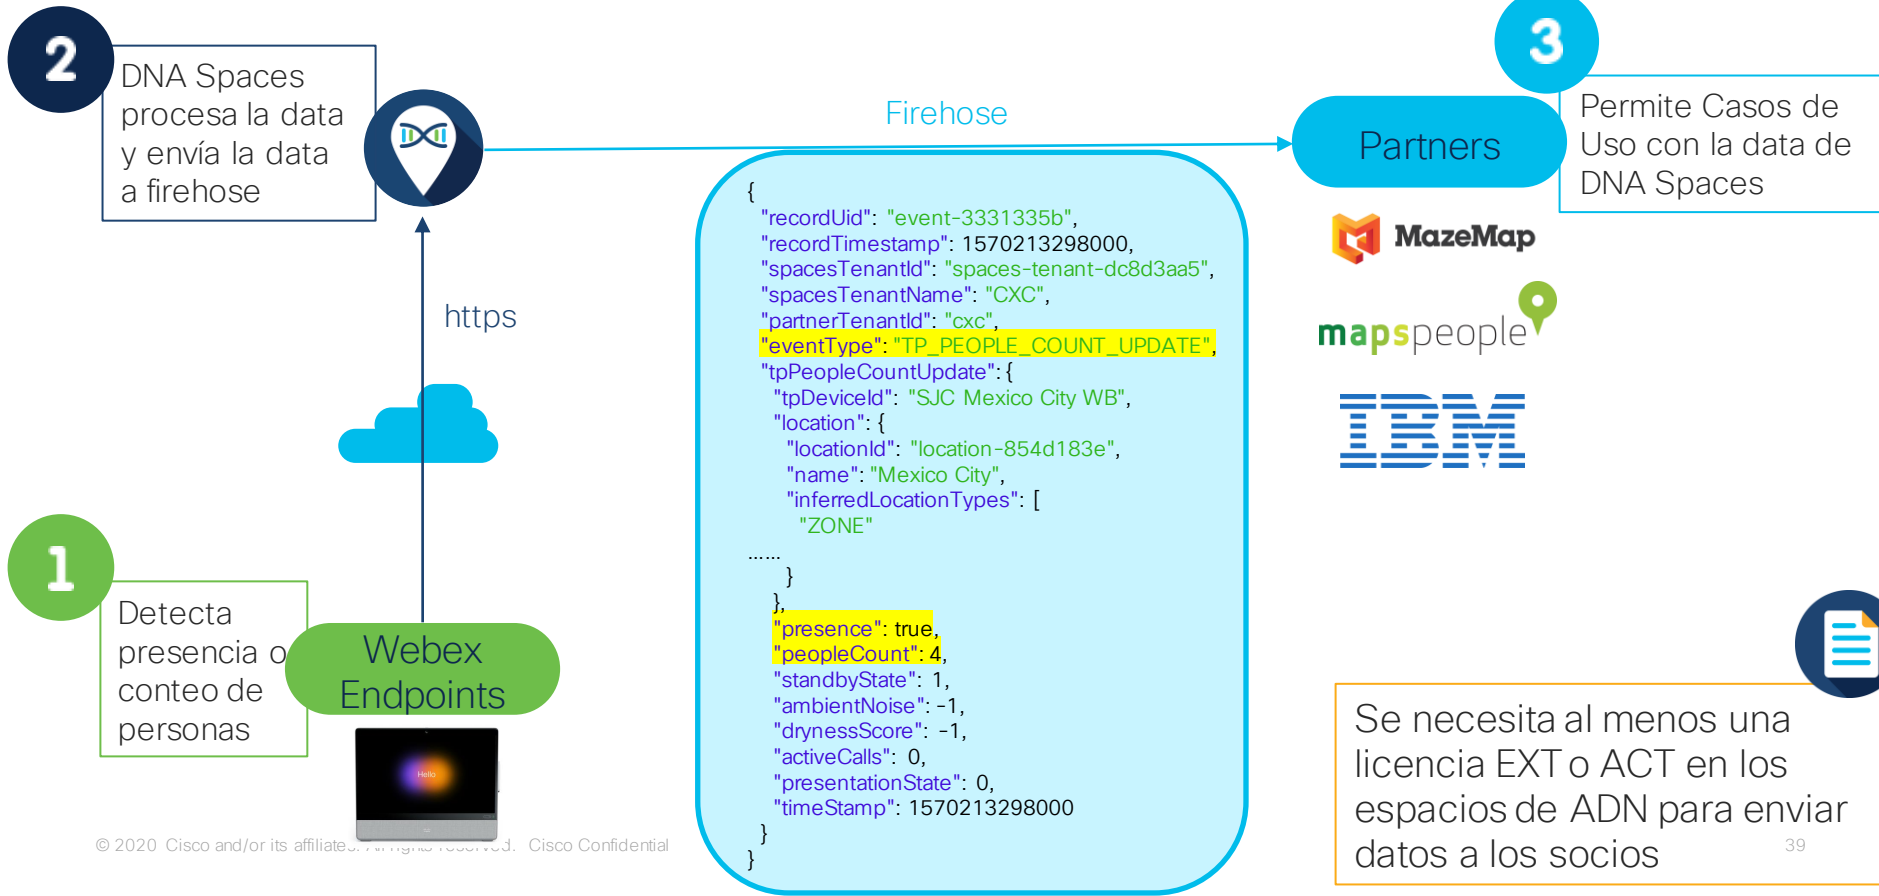 2
DNA Spaces
procesa la data
y envía la data
a firehose
Firehose
3
Partners
Permite Casos de
Uso con la data de
DNA Spaces
MazeMap
mapspeople
IBM
https
1
Detecta
presencia o
conteo de
personas
Webex
Endpoints
Hello
{
"recordUid": "event-3331335b",
"recordTimestamp": 1570213298000,
"spacesTenantId": "spaces-tenant-dc8d3aa5",
"spacesTenantName": "CXC",
"partnerTenantId": "cxc",
"eventType": "TP_PEOPLE_COUNT_UPDATE",
"tpPeopleCountUpdate": {
"tpDeviceId": "SJC Mexico City WB",
"location": {
"locationId": "location-854d183e",
"name": "Mexico City",
"inferredLocationTypes": [
"ZONE"
......
}
},
"presence": true,
"peopleCount": 4,
"standbyState": 1,
"ambientNoise": -1,
"drynessScore": -1,
"activeCalls": 0,
"presentationState": 0,
"timeStamp": 1570213298000
}
}
Se necesita al menos una
licencia EXT o ACT en los
espacios de ADN para enviar
datos a los socios
© 2020 Cisco and/or its affiliates. All rights reserved. Cisco Confidential
39